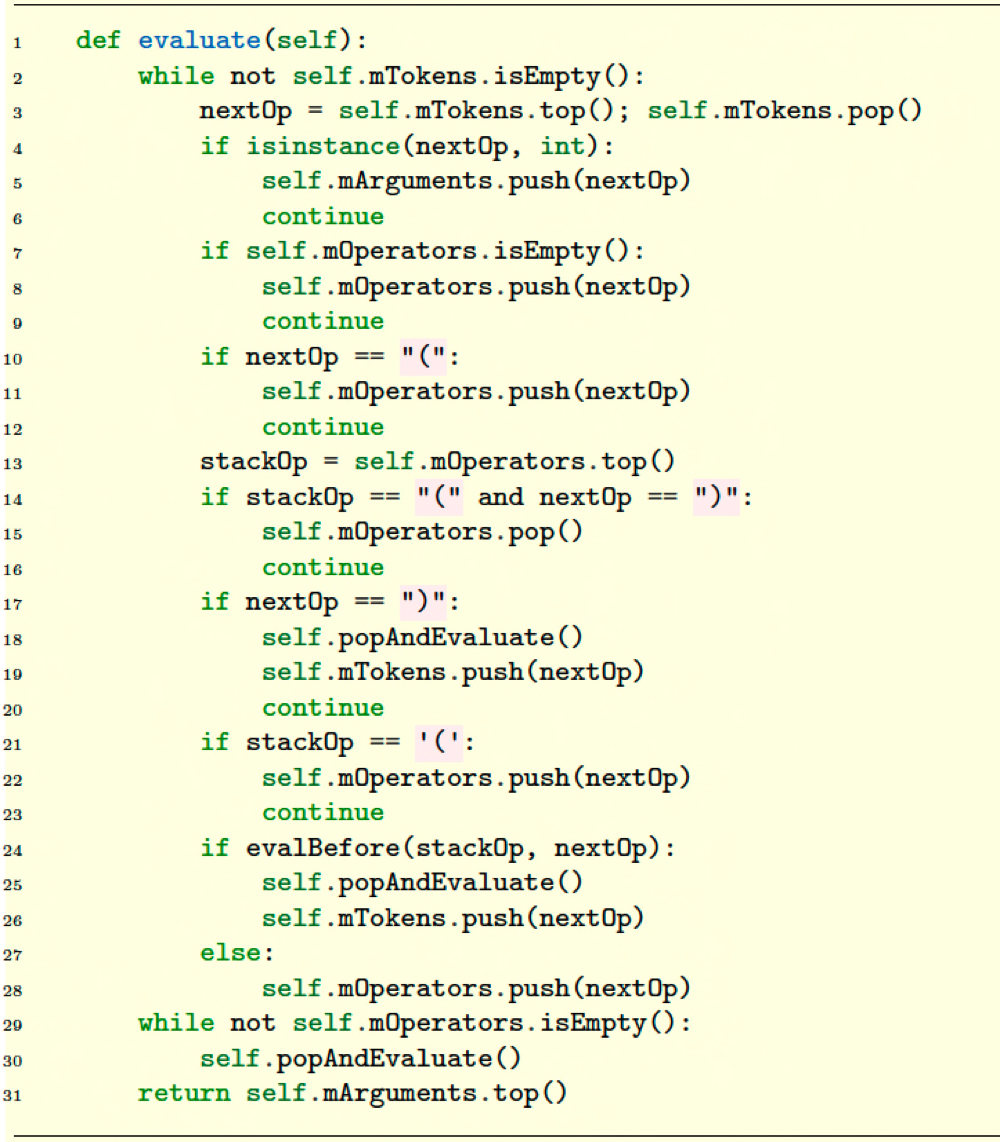 1 def evaluate(self):
2 while not self.mTokens.isEmpty():
3 nextOp = self.mTokens.top(); self.mTokens.pop()
4 if isinstance(nextOp, int):
5 self.mArguments.push(nextOp)
6 continue
7 if self.mOperators.isEmpty():
8 self.mOperators.push(nextOp)
9 continue
10 if nextOp == "(":
11 self.mOperators.push(nextOp)
12 continue
13 stackOp = self.mOperators.top()
14 if stackOp == "(" and nextOp == ")":
15 self.mOperators.pop()
16 continue
17 if nextOp == ")":
18 self.popAndEvaluate()
19 self.mTokens.push(nextOp)
20 continue
21 if stackOp == '(':
22 self.mOperators.push(nextOp)
23 continue
24 if evalBefore(stackOp, nextOp):
25 self.popAndEvaluate()
26 self.mTokens.push(nextOp)
27 else:
28 self.mOperators.push(nextOp)
29 while not self.mOperators.isEmpty():
30 self.popAndEvaluate()
31 return self.mArguments.top()